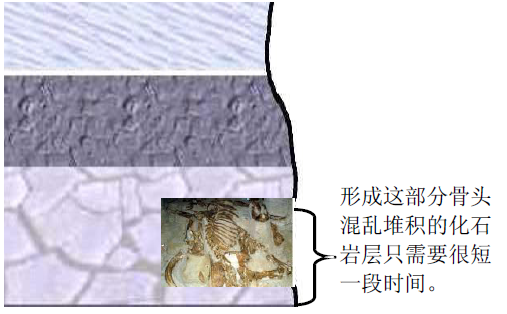 形成这部分骨头
混乱堆积的化石
岩层只需要很短
一段时间。